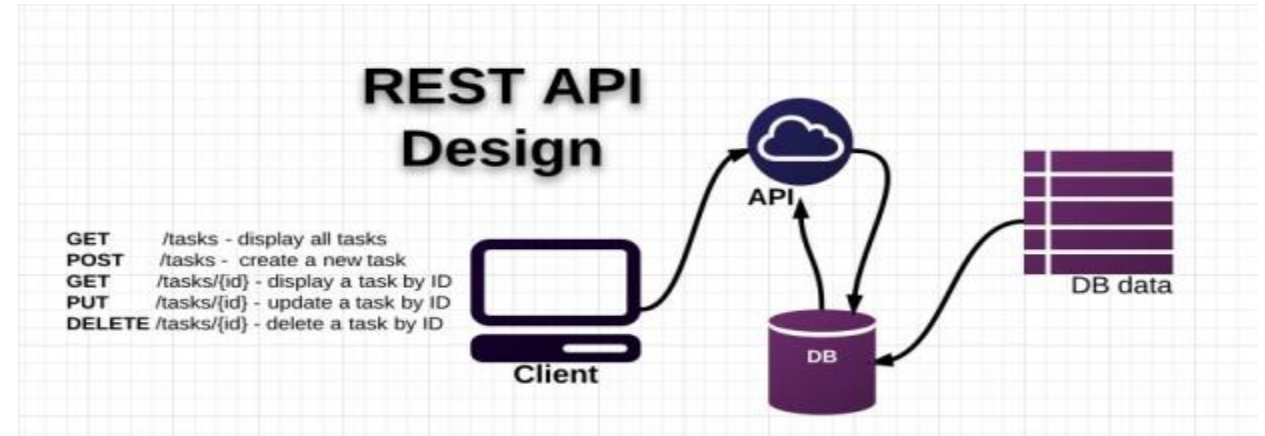 REST API
Design
GET /tasks - display all tasks
POST /tasks - create a new task
GET /tasks/{id} - display a task by ID
PUT /tasks/{id} - update a task by ID
DELETE /tasks/{id} - delete a task by ID
Client
API
DB
DB data